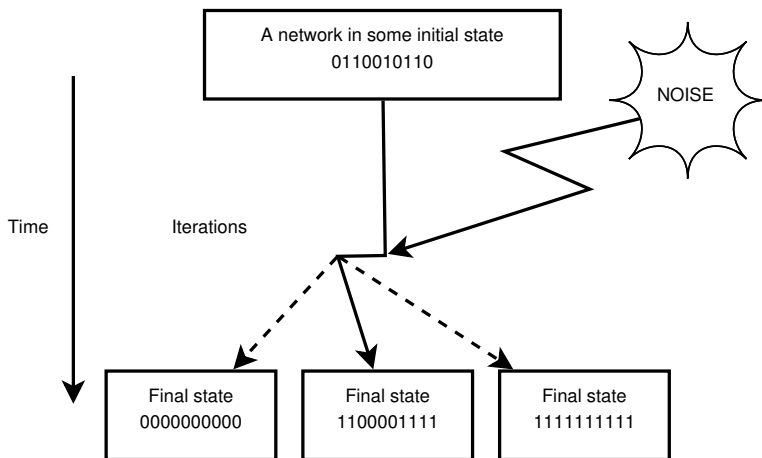 A network in some initial state
0110010110
NOISE
Time
Iterations
Final state
0000000000
Final state
1100001111
Final state
1111111111